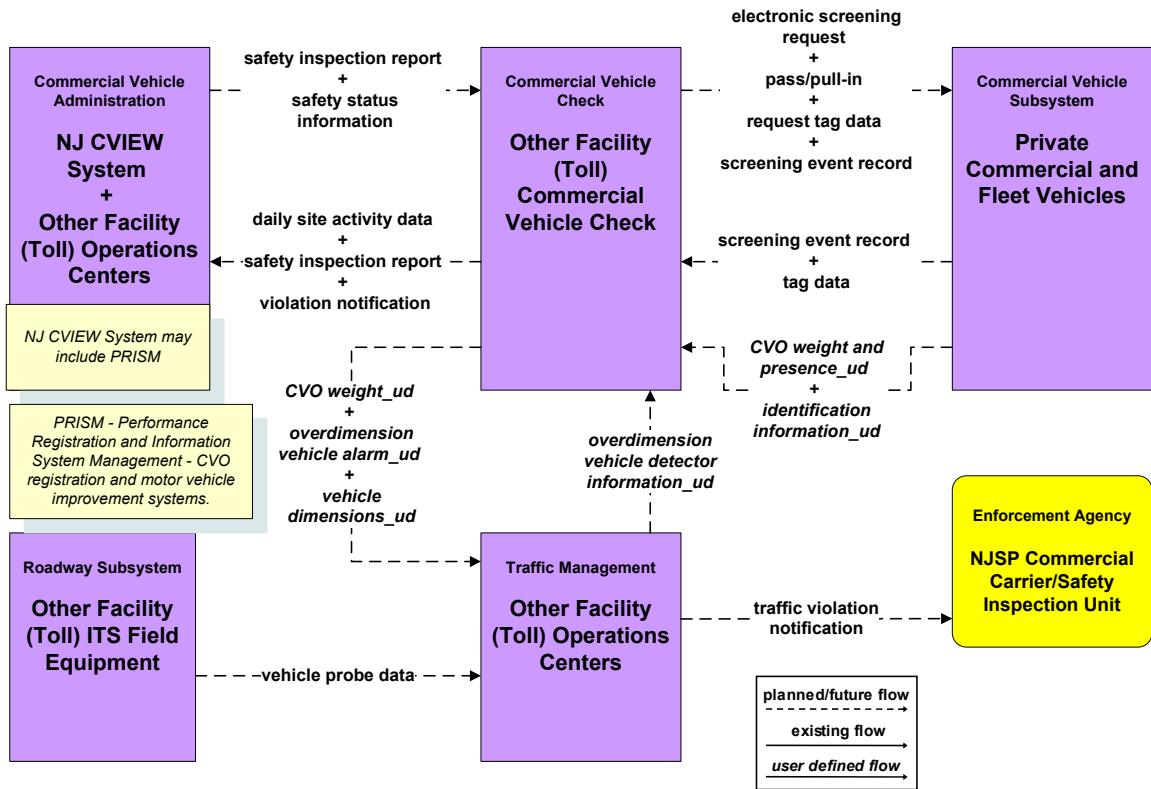 Commercial Vehicle
Administration
NJ CVIEW
System
+
Other Facility
(Toll) Operations
Centers
safety inspection report
+
safety status
information
Commercial Vehicle
Check
Other Facility
(Toll)
Commercial
Vehicle Check
electronic screening
request
+
pass/pull-in
+
request tag data
+
screening event record
Commercial Vehicle
Subsystem
Private
Commercial and
Fleet Vehicles
daily site activity data
+
safety inspection report
+
violation notification
screening event record
+
tag data
NJ CVIEW System may
include PRISM
PRISM - Performance
Registration and Information
System Management - CVO
registration and motor vehicle
improvement systems.
CVO weight_ud
+
overdimension
vehicle alarm_ud
+
vehicle
dimensions_ud
CVO weight and
presence_ud
+
identification
information_ud
overdimension
vehicle detector
information_ud
Roadway Subsystem
Other Facility
(Toll) ITS Field
Equipment
vehicle probe data
Traffic Management
Other Facility
(Toll) Operations
Centers
traffic violation
notification
Enforcement Agency
NJSP Commercial
Carrier/Safety
Inspection Unit
planned/future flow
existing flow
user defined flow